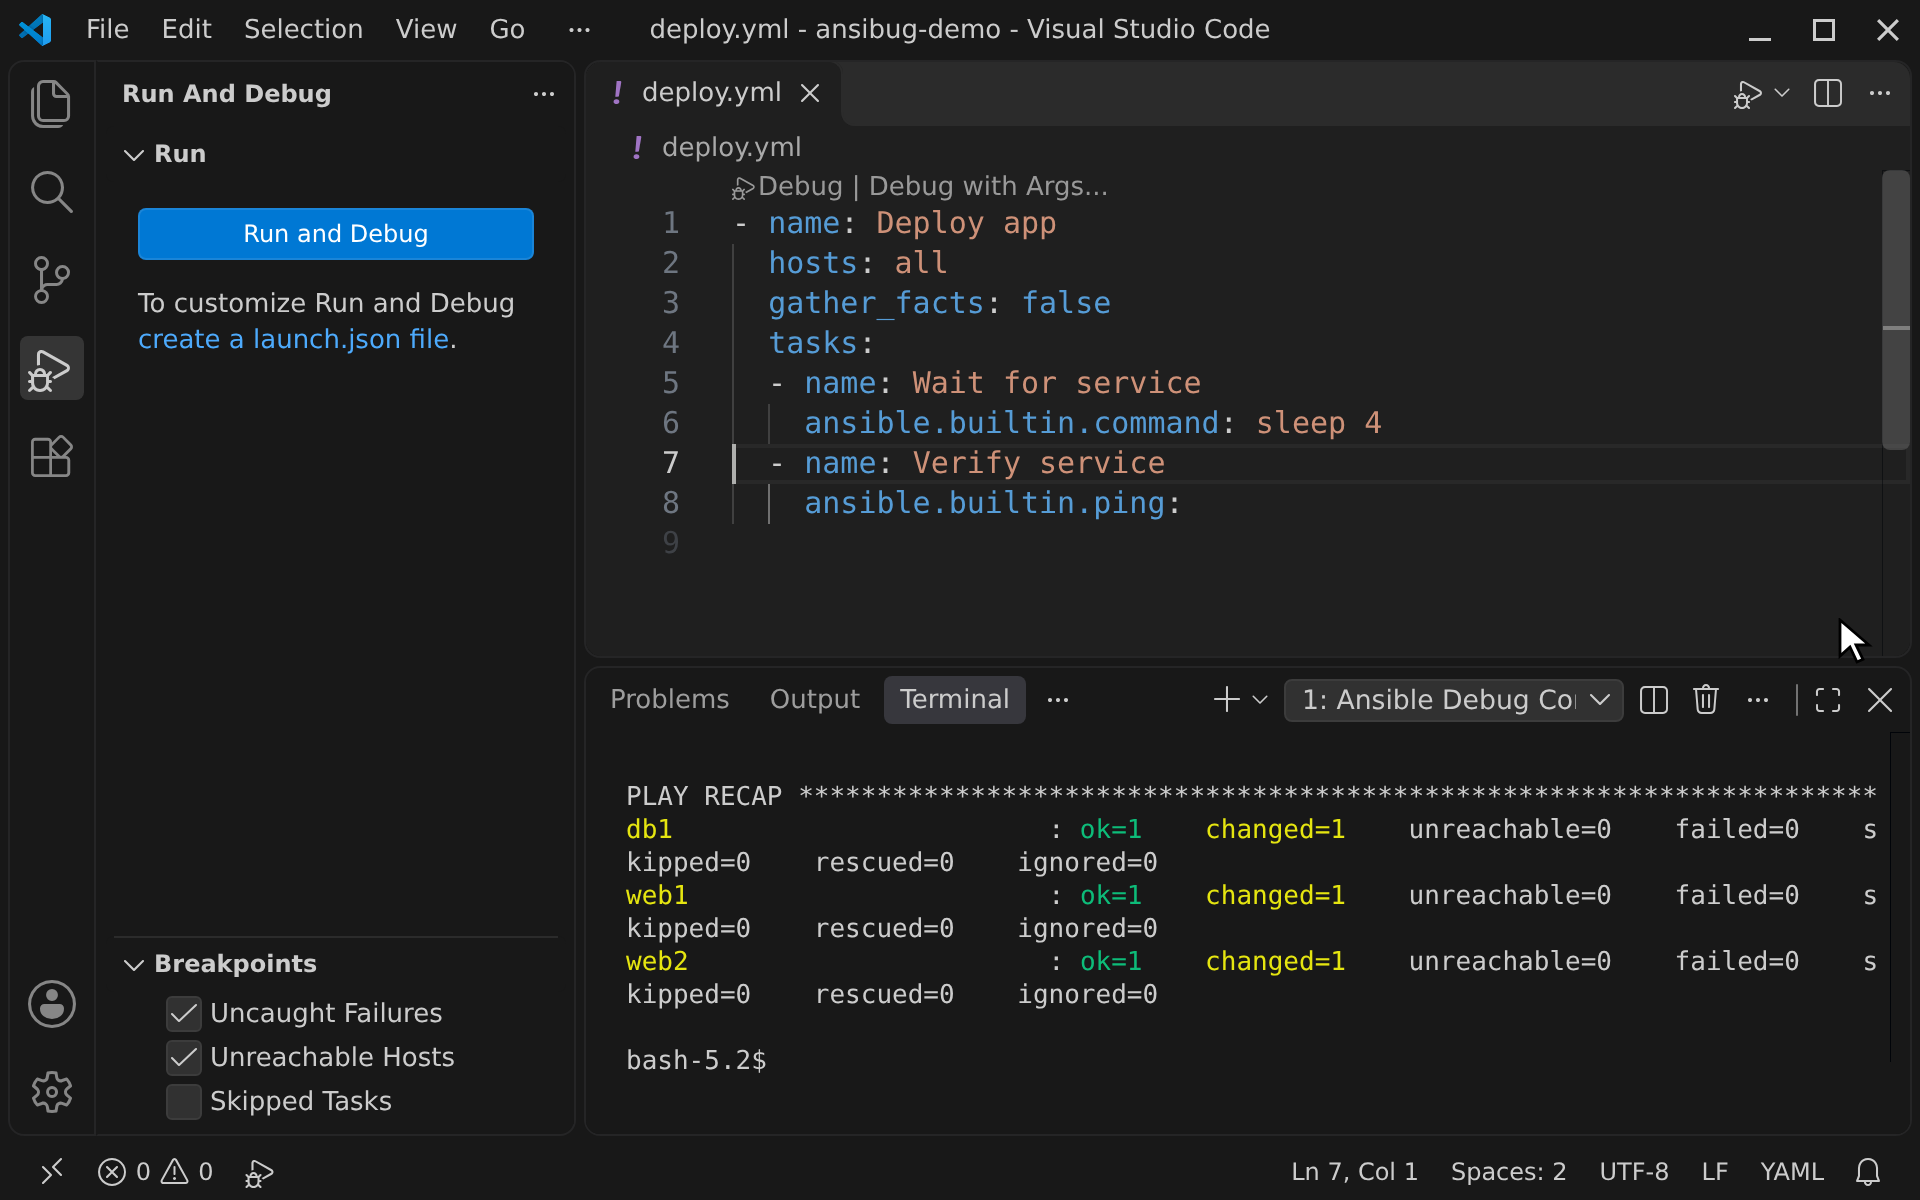 File Edit Selection View Go ··· deploy.yml - ansibug-demo - Visual Studio Code
Run And Debug ···
Run
Run and Debug
To customize Run and Debug
create a launch.json file.
Breakpoints
Uncaught Failures
Unreachable Hosts
Skipped Tasks
! deploy.yml
! deploy.yml
Debug | Debug with Args...
1 - name: Deploy app
2 hosts: all
3 gather_facts: false
4 tasks:
5 - name: Wait for service
6 ansible.builtin.command: sleep 4
7 - name: Verify service
8 ansible.builtin.ping:
9
Problems Output Terminal ··· 1: Ansible Debug Co
PLAY RECAP *********************************************************************
db1                        : ok=1    changed=1    unreachable=0    failed=0    s
kipped=0    rescued=0    ignored=0
web1                       : ok=1    changed=1    unreachable=0    failed=0    s
kipped=0    rescued=0    ignored=0
web2                       : ok=1    changed=1    unreachable=0    failed=0    s
kipped=0    rescued=0    ignored=0
bash-5.2$
0 0 Ln 7, Col 1 Spaces: 2 UTF-8 LF YAML